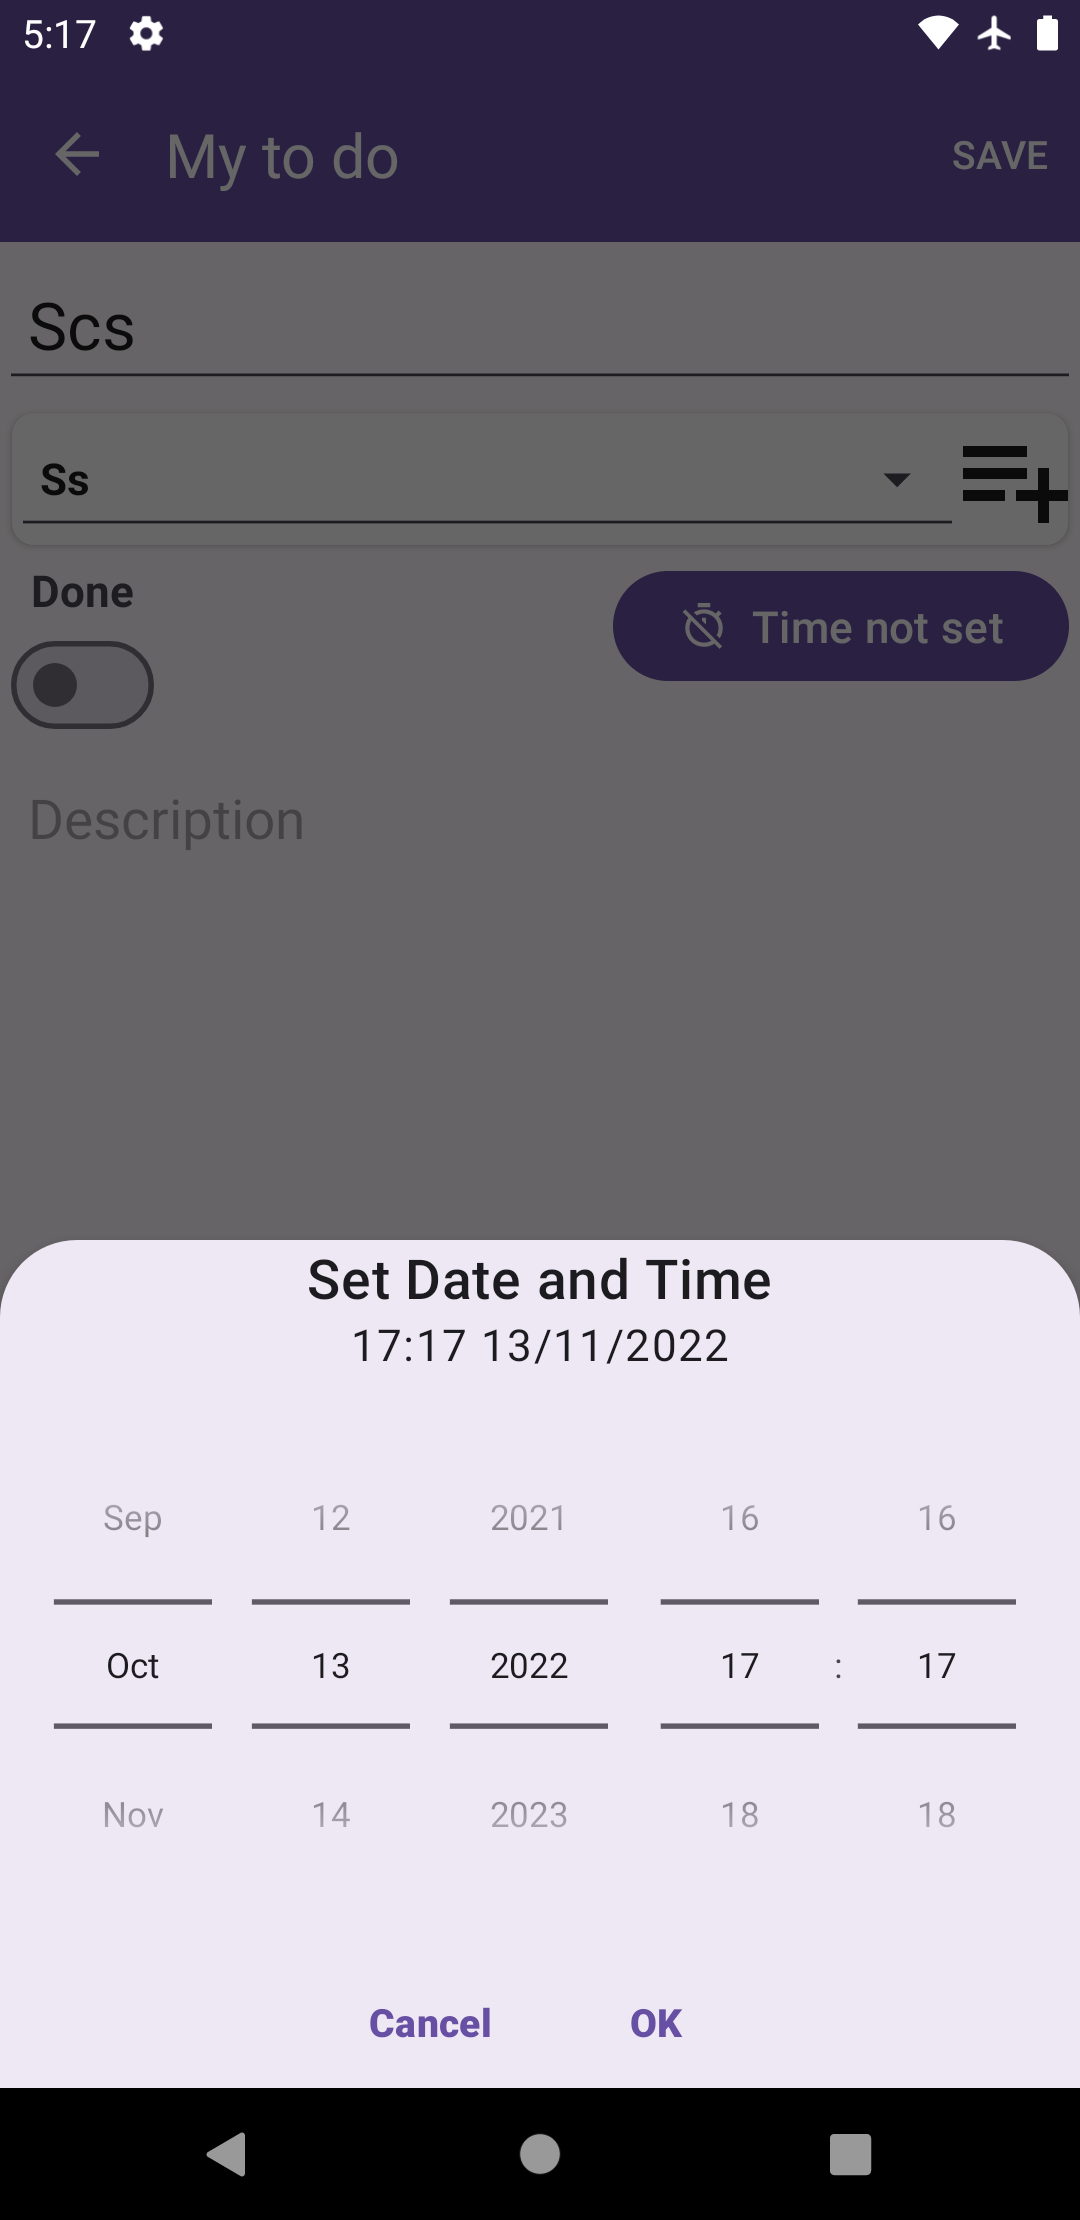 5:17
My to do
SAVE
Scs
Ss
Done
Time not set
Description
Set Date and Time
17:17 13/11/2022
Sep 12 2021 16 16
Oct 13 2022 17 : 17
Nov 14 2023 18 18
Cancel OK